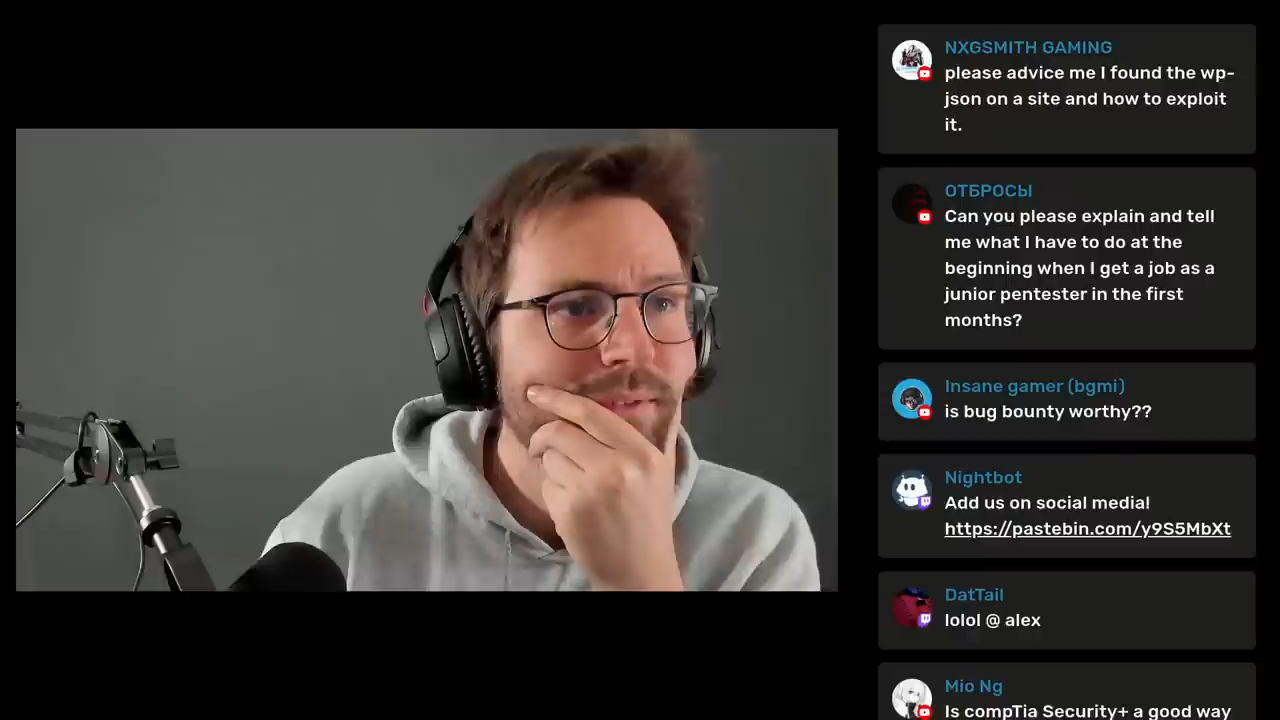 NXGSMITH GAMING
please advice me I found the wp-
json on a site and how to exploit
it.
ОТБРОСЫ
Can you please explain and tell
me what I have to do at the
beginning when I get a job as a
junior pentester in the first
months?
Insane gamer (bgmi)
is bug bounty worthy??
Nightbot
Add us on social media!
https://pastebin.com/y9S5MbXt
DatTail
lolol @ alex
Mio Ng
Is compTia Security+ a good way